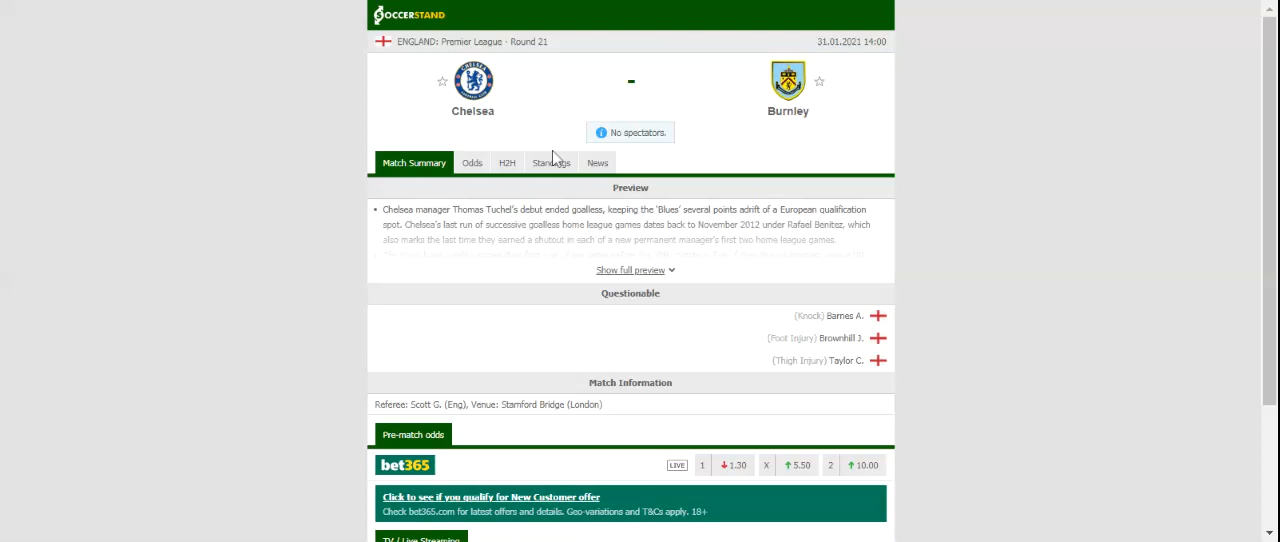 SOCCERSTAND
ENGLAND: Premier League - Round 21 31.01.2021 14:00
Chelsea - Burnley
No spectators.
Match Summary Odds H2H Standings News
Preview
• Chelsea manager Thomas Tuchel's debut ended goalless, keeping the 'Blues' several points adrift of a European qualification
spot. Chelsea's last run of successive goalless home league games dates back to November 2012 under Rafael Benitez, which
also marks the last time they earned a shutout in each of a new permanent manager's first two home league games.
Show full preview
Questionable
(Knock) Barnes A.
(Foot Injury) Brownhill J.
(Thigh Injury) Taylor C.
Match Information
Referee: Scott G. (Eng), Venue: Stamford Bridge (London)
Pre-match odds
bet365 LIVE 1 1.30 X 5.50 2 10.00
Click to see if you qualify for New Customer offer
Check bet365.com for latest offers and details. Geo-variations and T&Cs apply. 18+
TV / Live Streaming